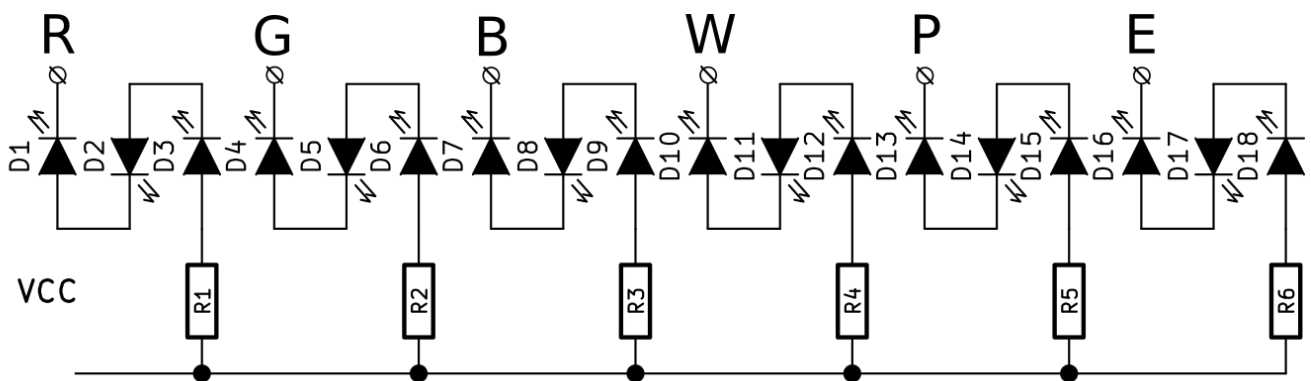 R G B W P E
D1 D2 D3 D4 D5 D6 D7 D8 D9 D10 D11 D12 D13 D14 D15 D16 D17 D18
VCC R1 R2 R3 R4 R5 R6